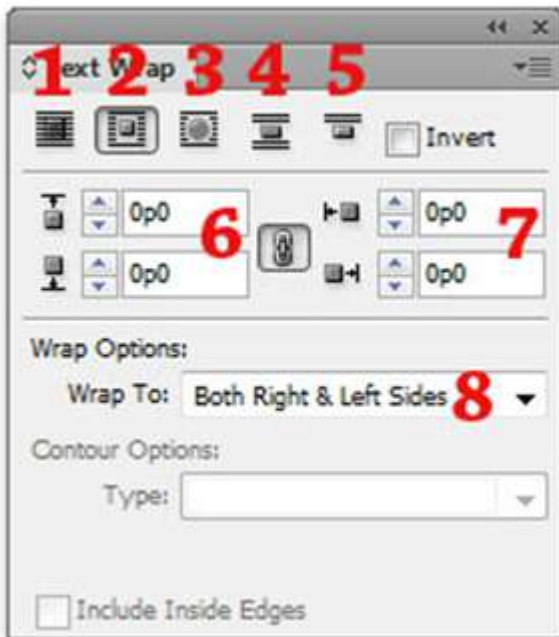 1 2 3 4 5
Text Wrap
Invert
0p0 6 0p0 7
0p0 0p0
Wrap Options:
Wrap To: Both Right & Left Sides 8
Contour Options:
Type:
Include Inside Edges